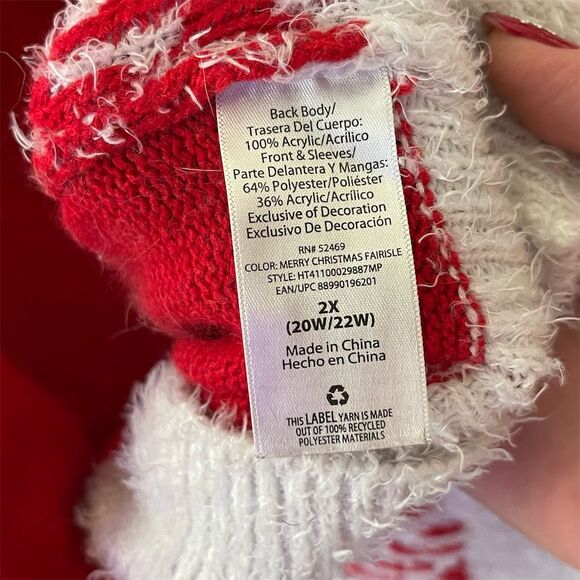 Back Body/
Trasera Del Cuerpo:
100% Acrylic/Acrílico
Front & Sleeves/
Parte Delantera Y Mangas:
64% Polyester/Poliéster
36% Acrylic/Acrílico
Exclusive of Decoration
Exclusivo De Decoración
RN# 52469
COLOR: MERRY CHRISTMAS FAIRISLE
STYLE: HT41100029887MP
EAN/UPC 88990196201
2X
(20W/22W)
Made in China
Hecho en China
THIS LABEL YARN IS MADE
OUT OF 100% RECYCLED
POLYESTER MATERIALS